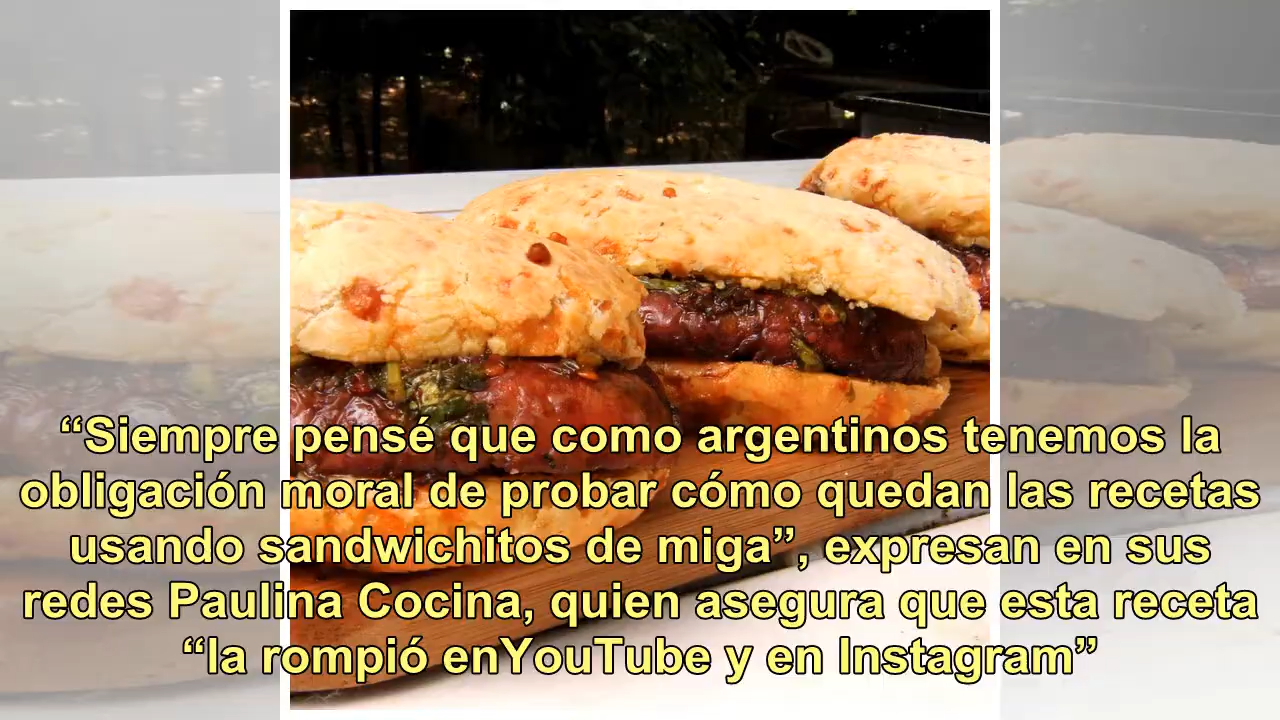 “Siempre pensé que como argentinos tenemos la
obligación moral de probar cómo quedan las recetas
usando sandwichitos de miga”, expresan en sus
redes Paulina Cocina, quien asegura que esta receta
“la rompió enYouTube y en Instagram”